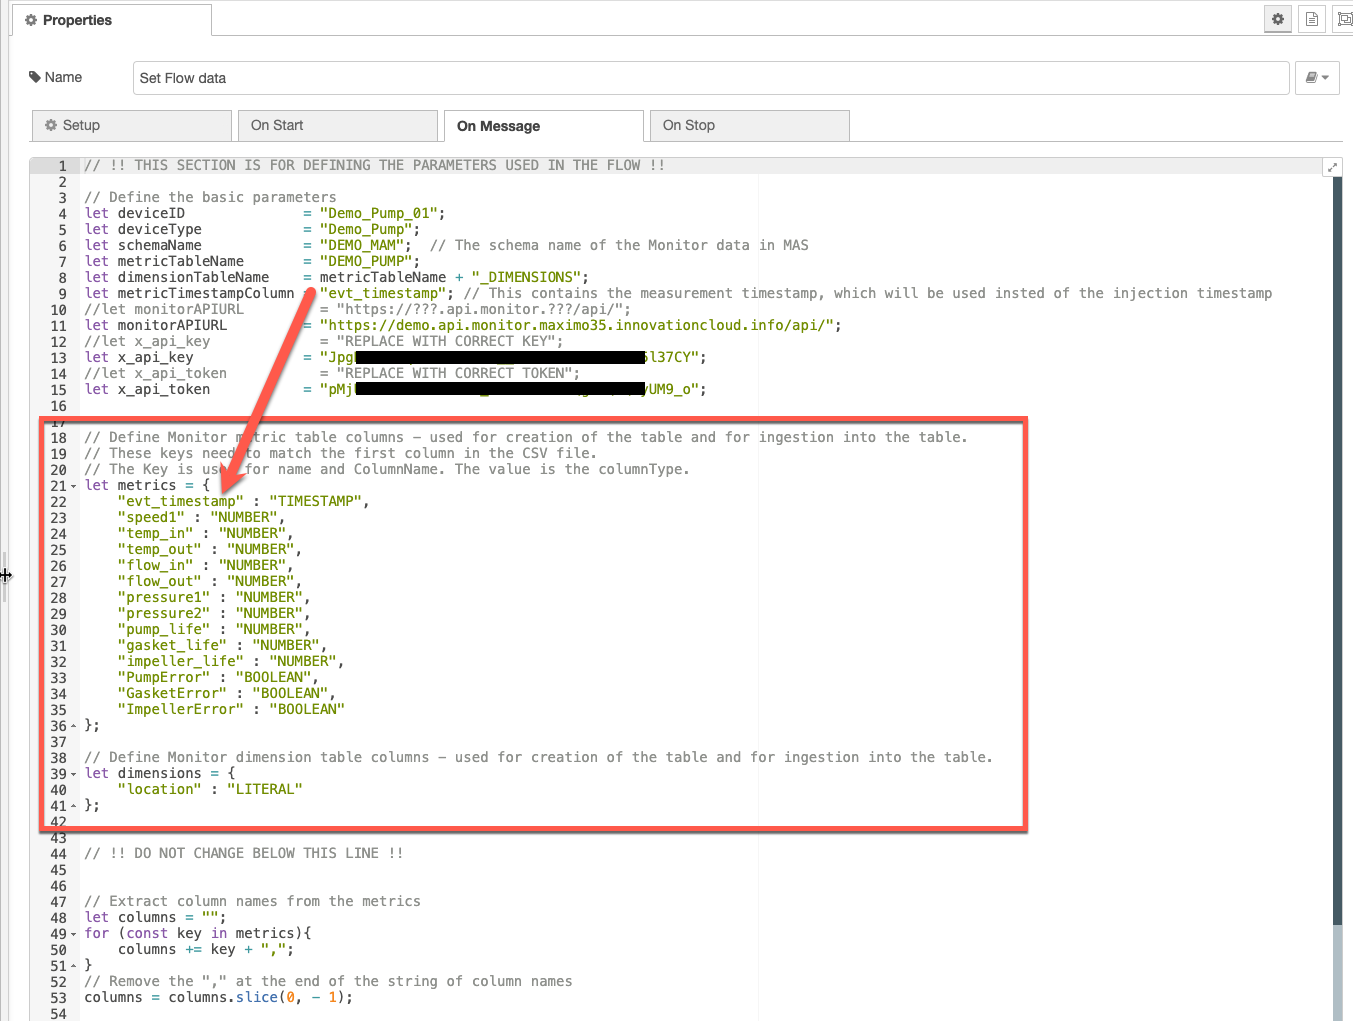 Properties
Name
Set Flow data
Setup
On Start
On Message
On Stop
1 // !! THIS SECTION IS FOR DEFINING THE PARAMETERS USED IN THE FLOW !!
2
3 // Define the basic parameters
4 let deviceID = "Demo_Pump_01";
5 let deviceType = "Demo_Pump";
6 let schemaName = "DEMO_MAM"; // The schema name of the Monitor data in MAS
7 let metricTableName = "DEMO_PUMP";
8 let dimensionTableName = metricTableName + "_DIMENSIONS";
9 let metricTimestampColumn = "evt_timestamp"; // This contains the measurement timestamp, which will be used insted of the injection timestamp
10 //let monitorAPIURL = "https://???.api.monitor.???/api/";
11 let monitorAPIURL = "https://demo.api.monitor.maximo35.innovationcloud.info/api/";
12 //let x_api_key = "REPLACE WITH CORRECT KEY";
13 let x_api_key = "Jpg l37CY";
14 //let x_api_token = "REPLACE WITH CORRECT TOKEN";
15 let x_api_token = "pMj UM9_o";
16
17
18 // Define Monitor metric table columns – used for creation of the table and for ingestion into the table.
19 // These keys need to match the first column in the CSV file.
20 // The Key is used for name and ColumnName. The value is the columnType.
21 let metrics = {
22 "evt_timestamp" : "TIMESTAMP",
23 "speed1" : "NUMBER",
24 "temp_in" : "NUMBER",
25 "temp_out" : "NUMBER",
26 "flow_in" : "NUMBER",
27 "flow_out" : "NUMBER",
28 "pressure1" : "NUMBER",
29 "pressure2" : "NUMBER",
30 "pump_life" : "NUMBER",
31 "gasket_life" : "NUMBER",
32 "impeller_life" : "NUMBER",
33 "PumpError" : "BOOLEAN",
34 "GasketError" : "BOOLEAN",
35 "ImpellerError" : "BOOLEAN"
36 };
37
38 // Define Monitor dimension table columns – used for creation of the table and for ingestion into the table.
39 let dimensions = {
40 "location" : "LITERAL"
41 };
42
43
44 // !! DO NOT CHANGE BELOW THIS LINE !!
45
46
47 // Extract column names from the metrics
48 let columns = "";
49 for (const key in metrics){
50 columns += key + ",";
51 }
52 // Remove the "," at the end of the string of column names
53 columns = columns.slice(0, - 1);
54